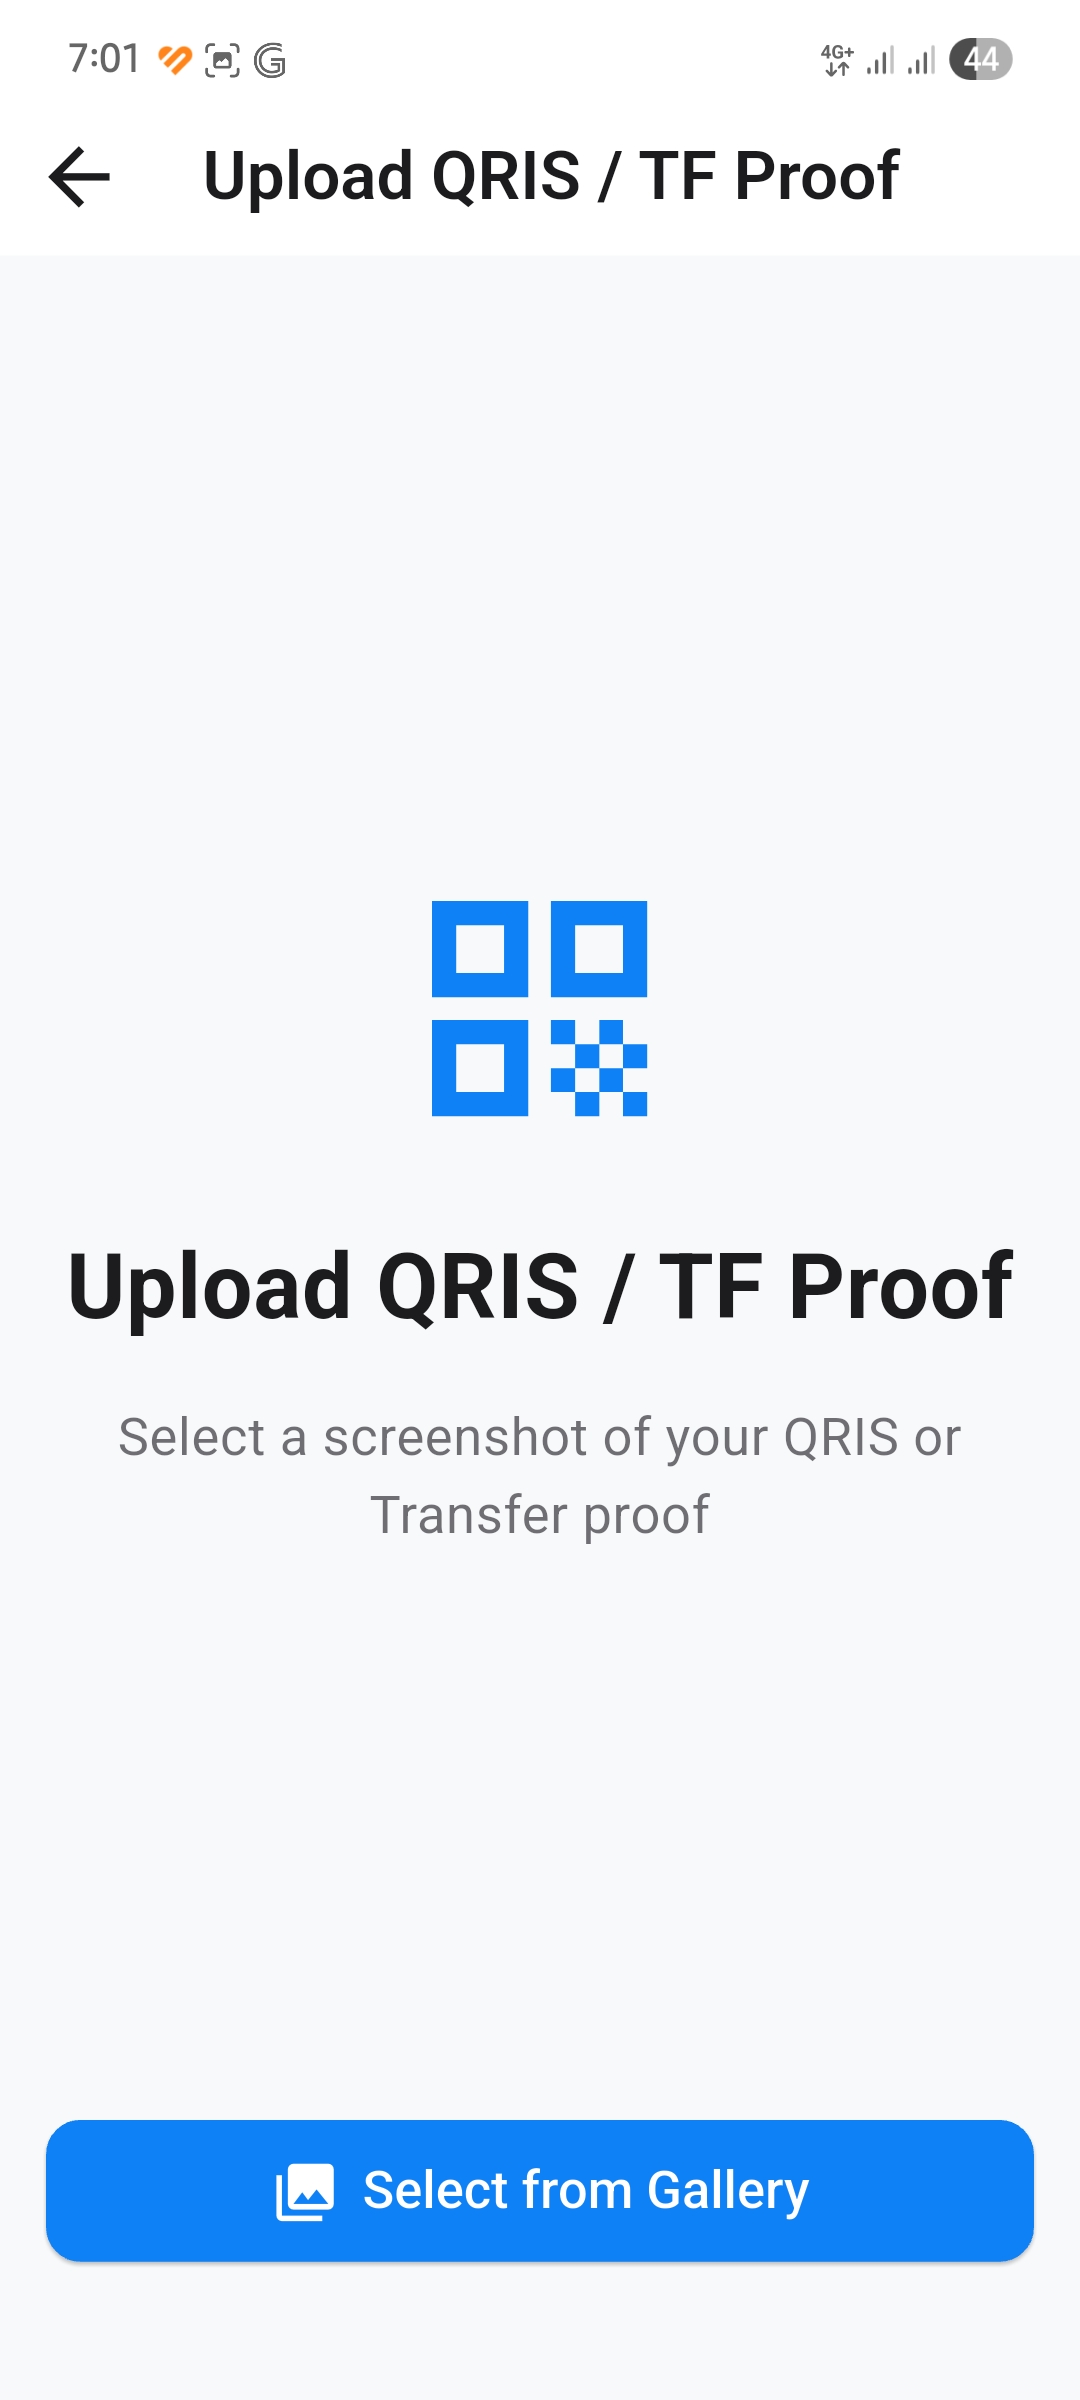 7:01
4G+
44
Upload QRIS / TF Proof
Upload QRIS / TF Proof
Select a screenshot of your QRIS or
Transfer proof
Select from Gallery